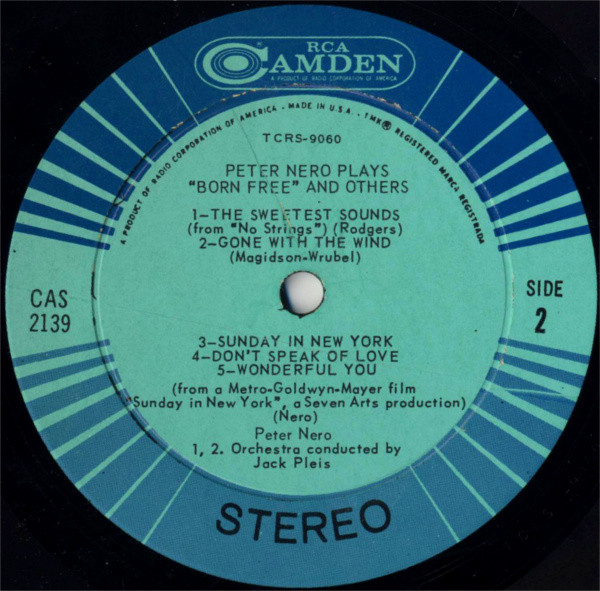 RCA
CAMDEN
A PRODUCT OF RADIO CORPORATION OF AMERICA
A PRODUCT OF RADIO CORPORATION OF AMERICA • MADE IN U.S.A. • TMK® REGISTERED MARCA REGISTRADA
TCRS-9060
PETER NERO PLAYS
"BORN FREE" AND OTHERS
1—THE SWEETEST SOUNDS
(from "No Strings") (Rodgers)
2—GONE WITH THE WIND
(Magidson-Wrubel)
CAS
2139
SIDE
2
3—SUNDAY IN NEW YORK
4—DON'T SPEAK OF LOVE
5—WONDERFUL YOU
(from a Metro-Goldwyn-Mayer film
"Sunday in New York", a Seven Arts production)
(Nero)
Peter Nero
1, 2. Orchestra conducted by
Jack Pleis
STEREO